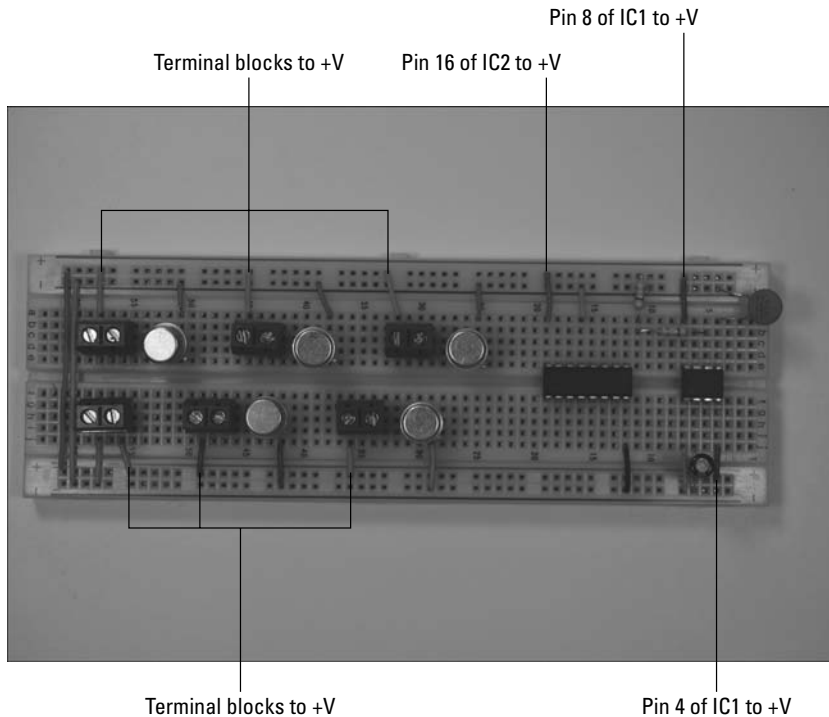 Pin 8 of IC1 to +V
Terminal blocks to +V
Pin 16 of IC2 to +V
Terminal blocks to +V
Pin 4 of IC1 to +V